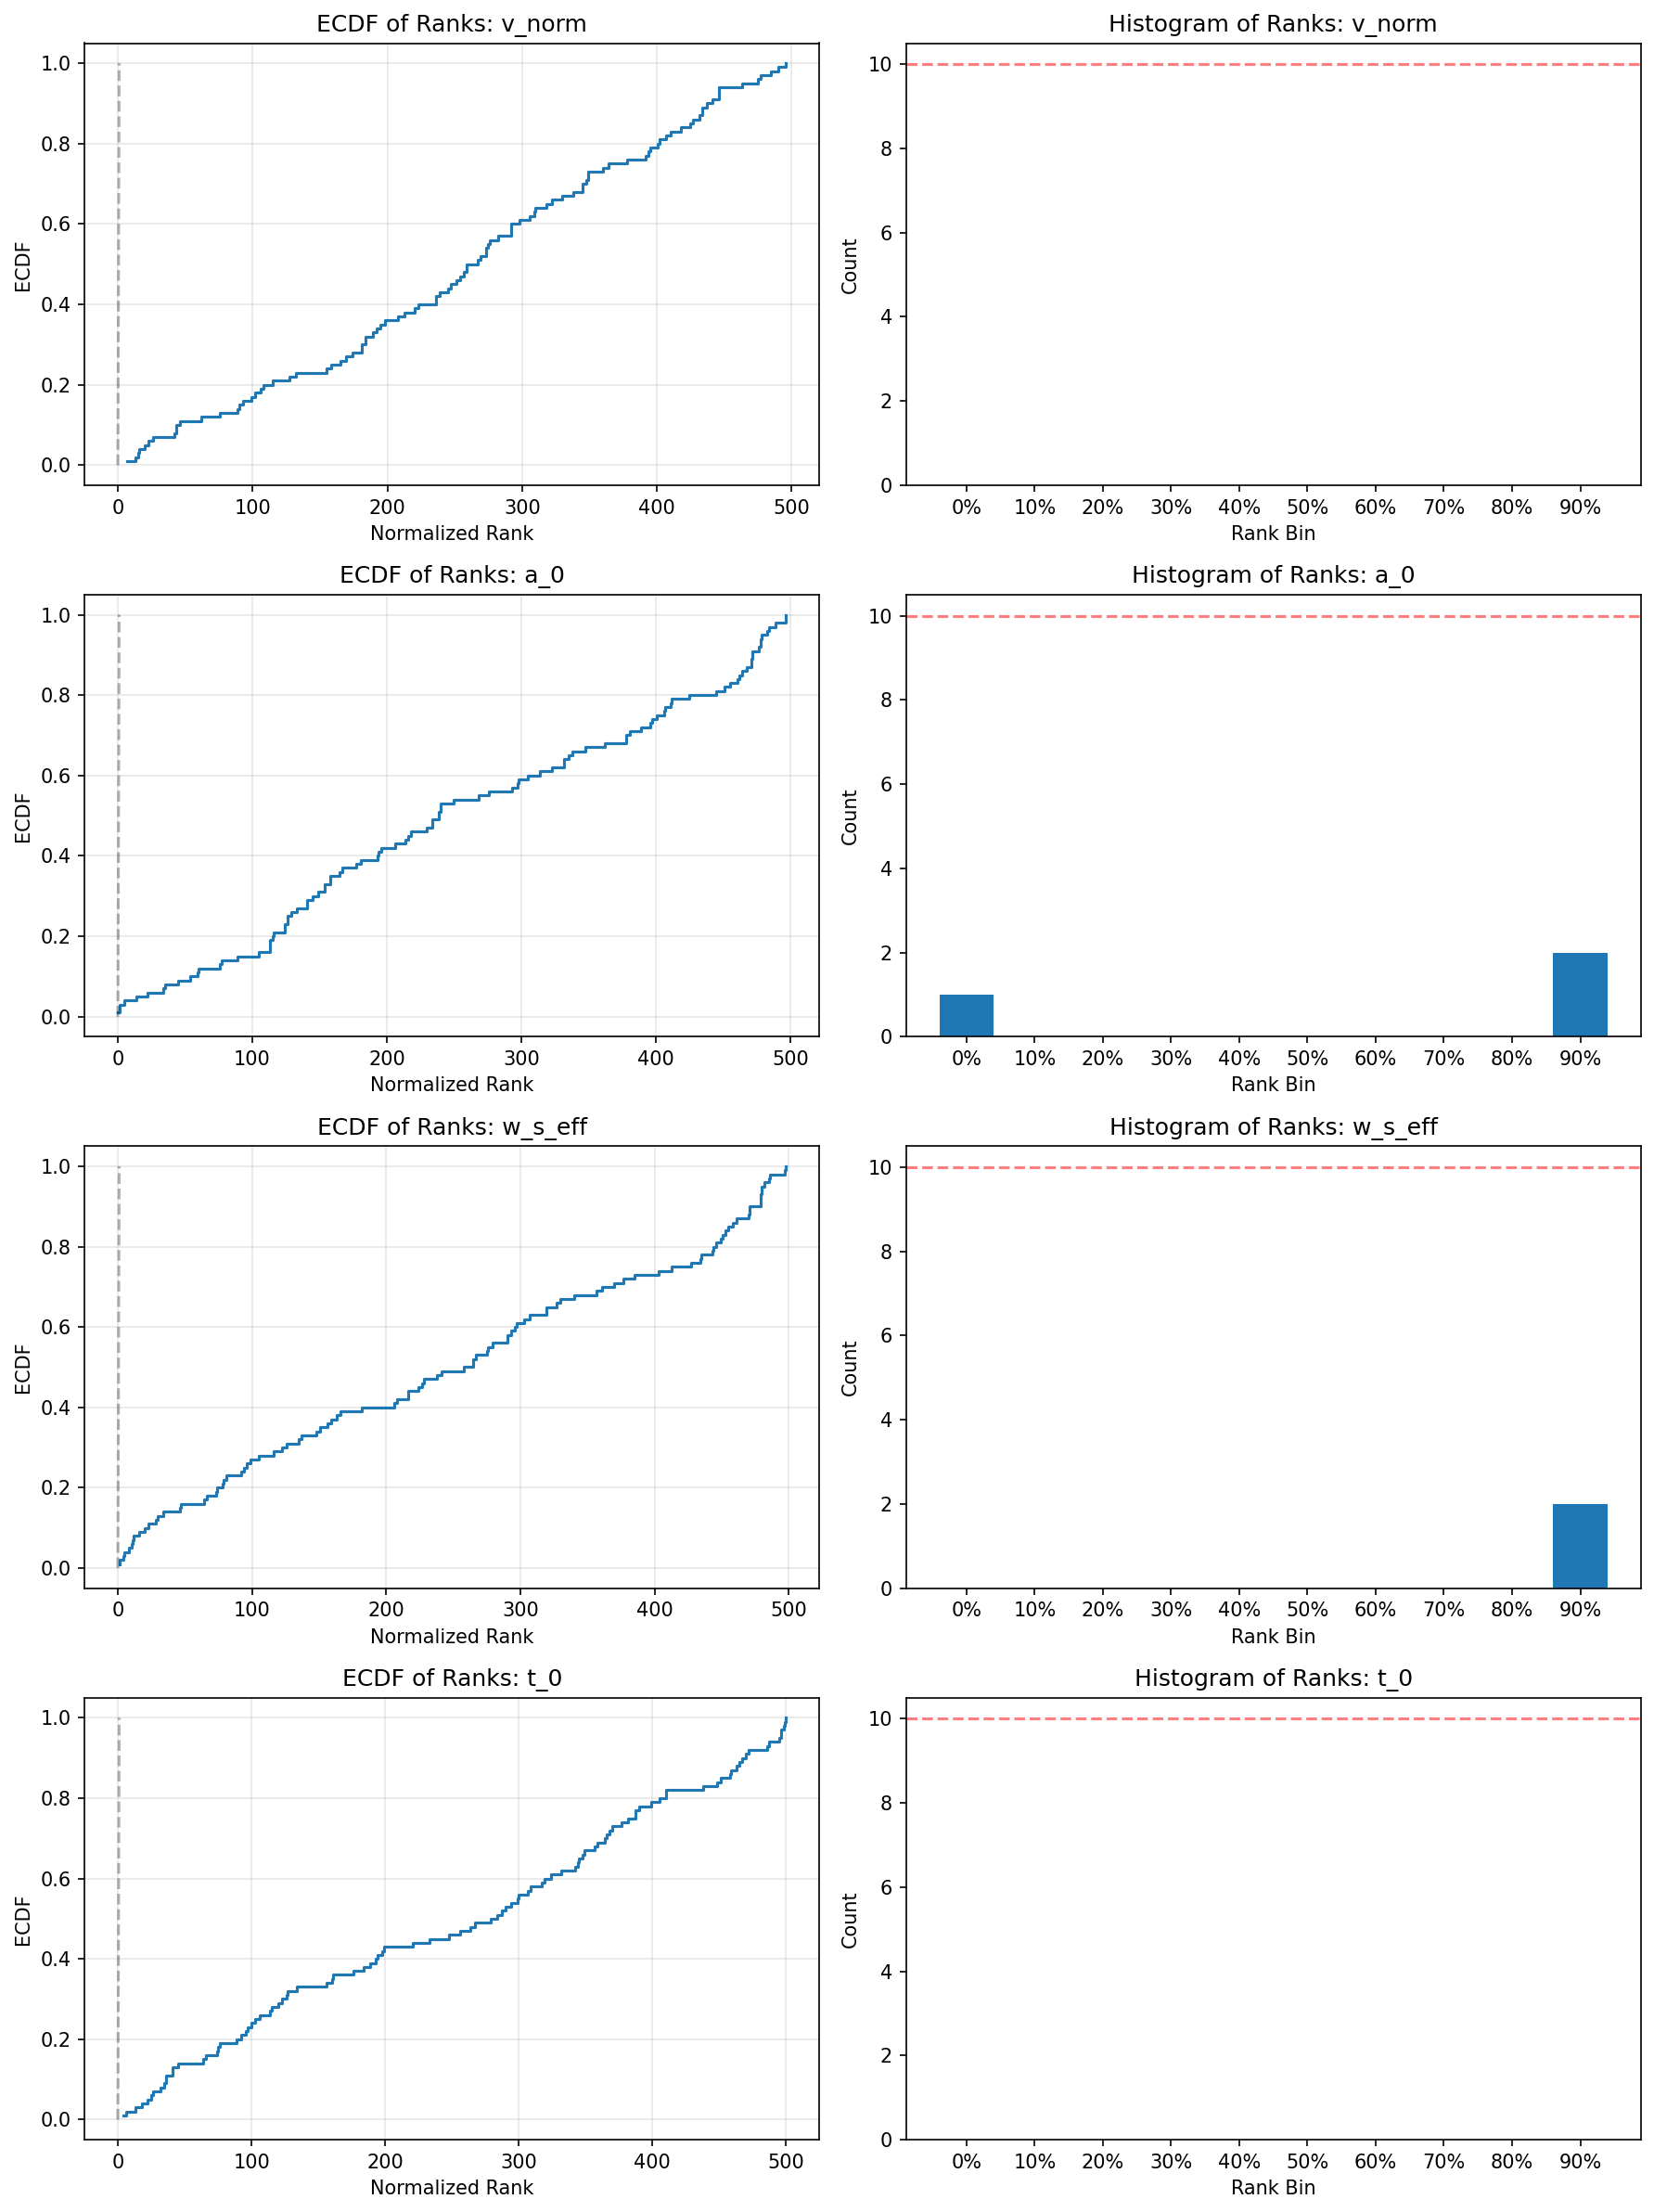 ECDF of Ranks: v_norm
ECDF
1.0
0.8
0.6
0.4
0.2
0.0
0 100 200 300 400 500
Normalized Rank
Histogram of Ranks: v_norm
Count
10
8
6
4
2
0
0% 10% 20% 30% 40% 50% 60% 70% 80% 90%
Rank Bin
ECDF of Ranks: a_0
ECDF
1.0
0.8
0.6
0.4
0.2
0.0
0 100 200 300 400 500
Normalized Rank
Histogram of Ranks: a_0
Count
10
8
6
4
2
0
0% 10% 20% 30% 40% 50% 60% 70% 80% 90%
Rank Bin
ECDF of Ranks: w_s_eff
ECDF
1.0
0.8
0.6
0.4
0.2
0.0
0 100 200 300 400 500
Normalized Rank
Histogram of Ranks: w_s_eff
Count
10
8
6
4
2
0
0% 10% 20% 30% 40% 50% 60% 70% 80% 90%
Rank Bin
ECDF of Ranks: t_0
ECDF
1.0
0.8
0.6
0.4
0.2
0.0
0 100 200 300 400 500
Normalized Rank
Histogram of Ranks: t_0
Count
10
8
6
4
2
0
0% 10% 20% 30% 40% 50% 60% 70% 80% 90%
Rank Bin